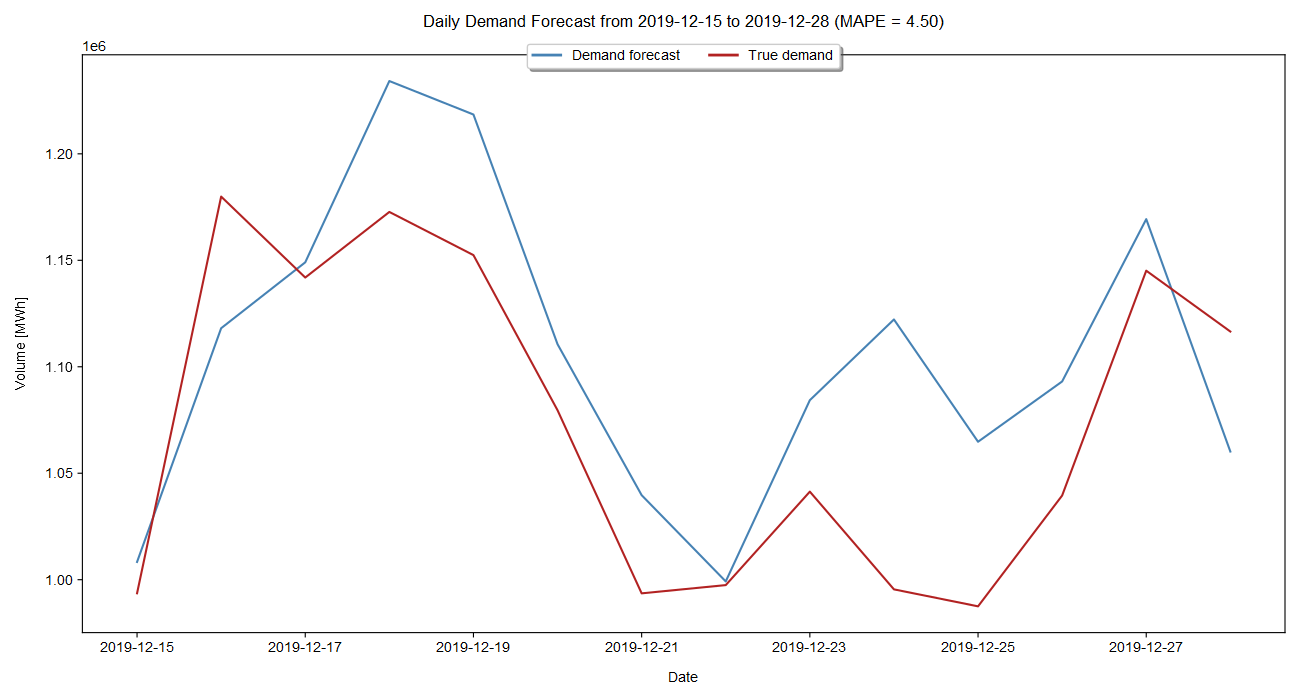 Daily Demand Forecast from 2019-12-15 to 2019-12-28 (MAPE = 4.50)
1e6
Demand forecast
True demand
1.20
1.15
1.10
1.05
1.00
Volume [MWh]
2019-12-15
2019-12-17
2019-12-19
2019-12-21
2019-12-23
2019-12-25
2019-12-27
Date